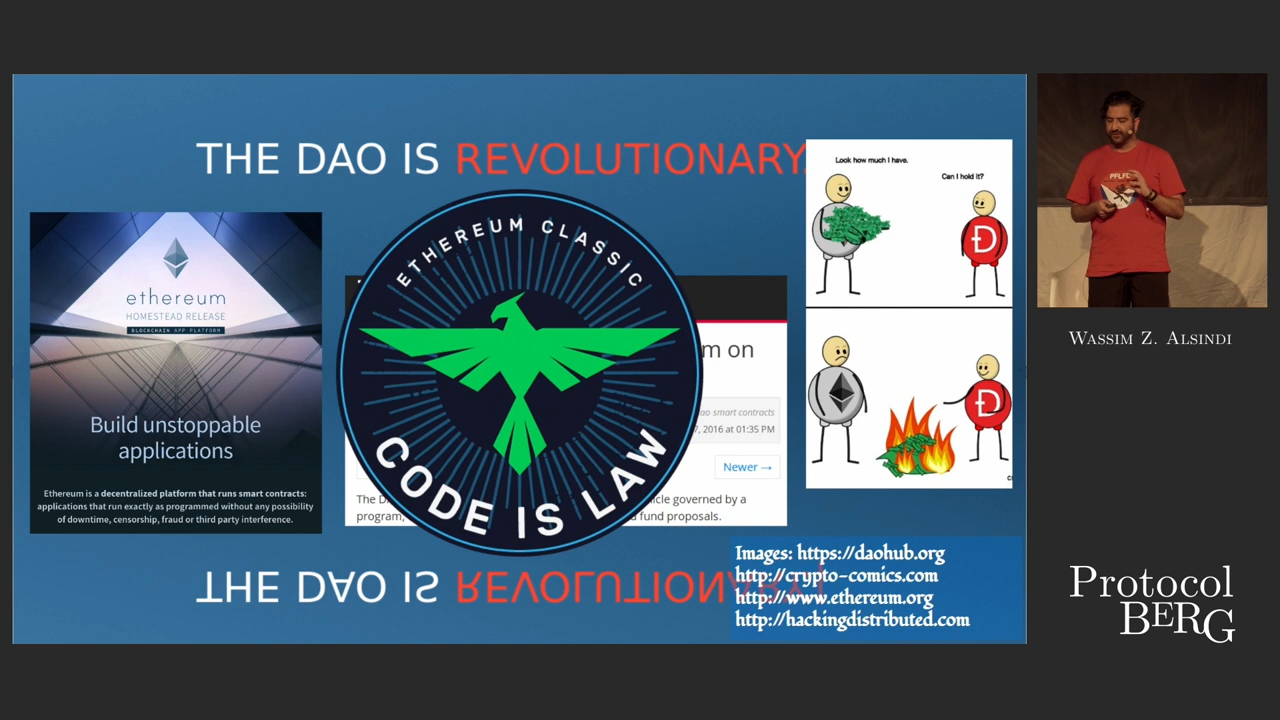 THE DAO IS REVOLUTIONARY.
Look how much I have.
Can I hold it?
ethereum
HOMESTEAD RELEASE
BLOCKCHAIN APP PLATFORM
Build unstoppable
applications
Ethereum is a decentralized platform that runs smart contracts:
applications that run exactly as programmed without any possibility
of downtime, censorship, fraud or third party interference.
ETHEREUM CLASSIC
CODE IS LAW
m on
smart contracts
7, 2016 at 01:35 PM
Newer →
The D
icle governed by a
program,
fund proposals.
Đ
Đ
THE DAO IS REVOLUTIONARY
Images: https://daohub.org
http://crypto-comics.com
http://www.ethereum.org
http://hackingdistributed.com
PFLFC
WASSIM Z. ALSINDI
Protocol
BERG